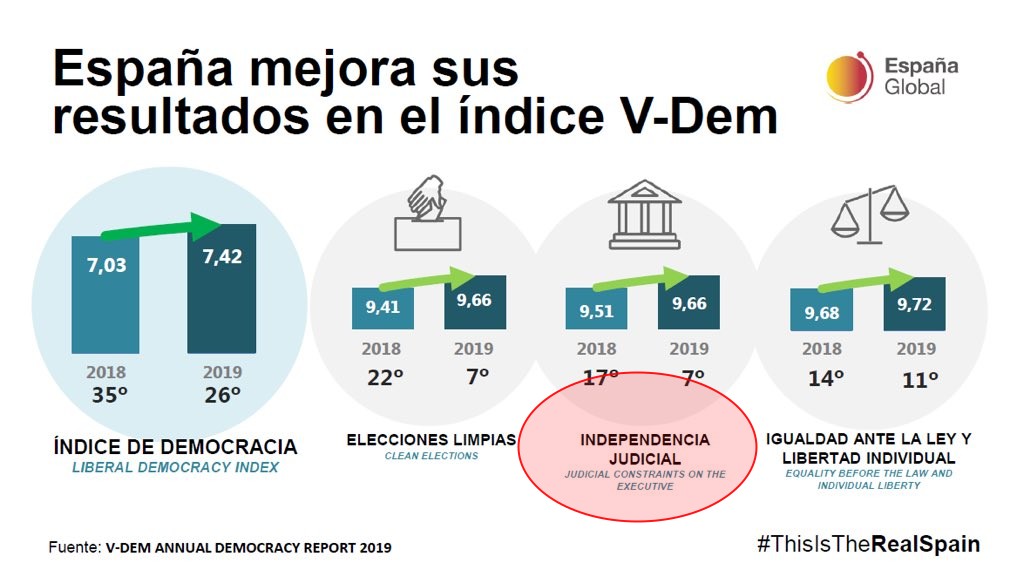 España mejora sus
resultados en el índice V-Dem
España
Global
7,03
7,42
2018
2019
35º
26º
ÍNDICE DE DEMOCRACIA
LIBERAL DEMOCRACY INDEX
9,41
9,66
2018
2019
22º
7º
ELECCIONES LIMPIAS
CLEAN ELECTIONS
9,51
9,66
2018
2019
17º
7º
INDEPENDENCIA
JUDICIAL
JUDICIAL CONSTRAINTS ON THE
EXECUTIVE
9,68
9,72
2018
2019
14º
11º
IGUALDAD ANTE LA LEY Y
LIBERTAD INDIVIDUAL
EQUALITY BEFORE THE LAW AND
INDIVIDUAL LIBERTY
Fuente: V-DEM ANNUAL DEMOCRACY REPORT 2019
#ThisIsTheRealSpain